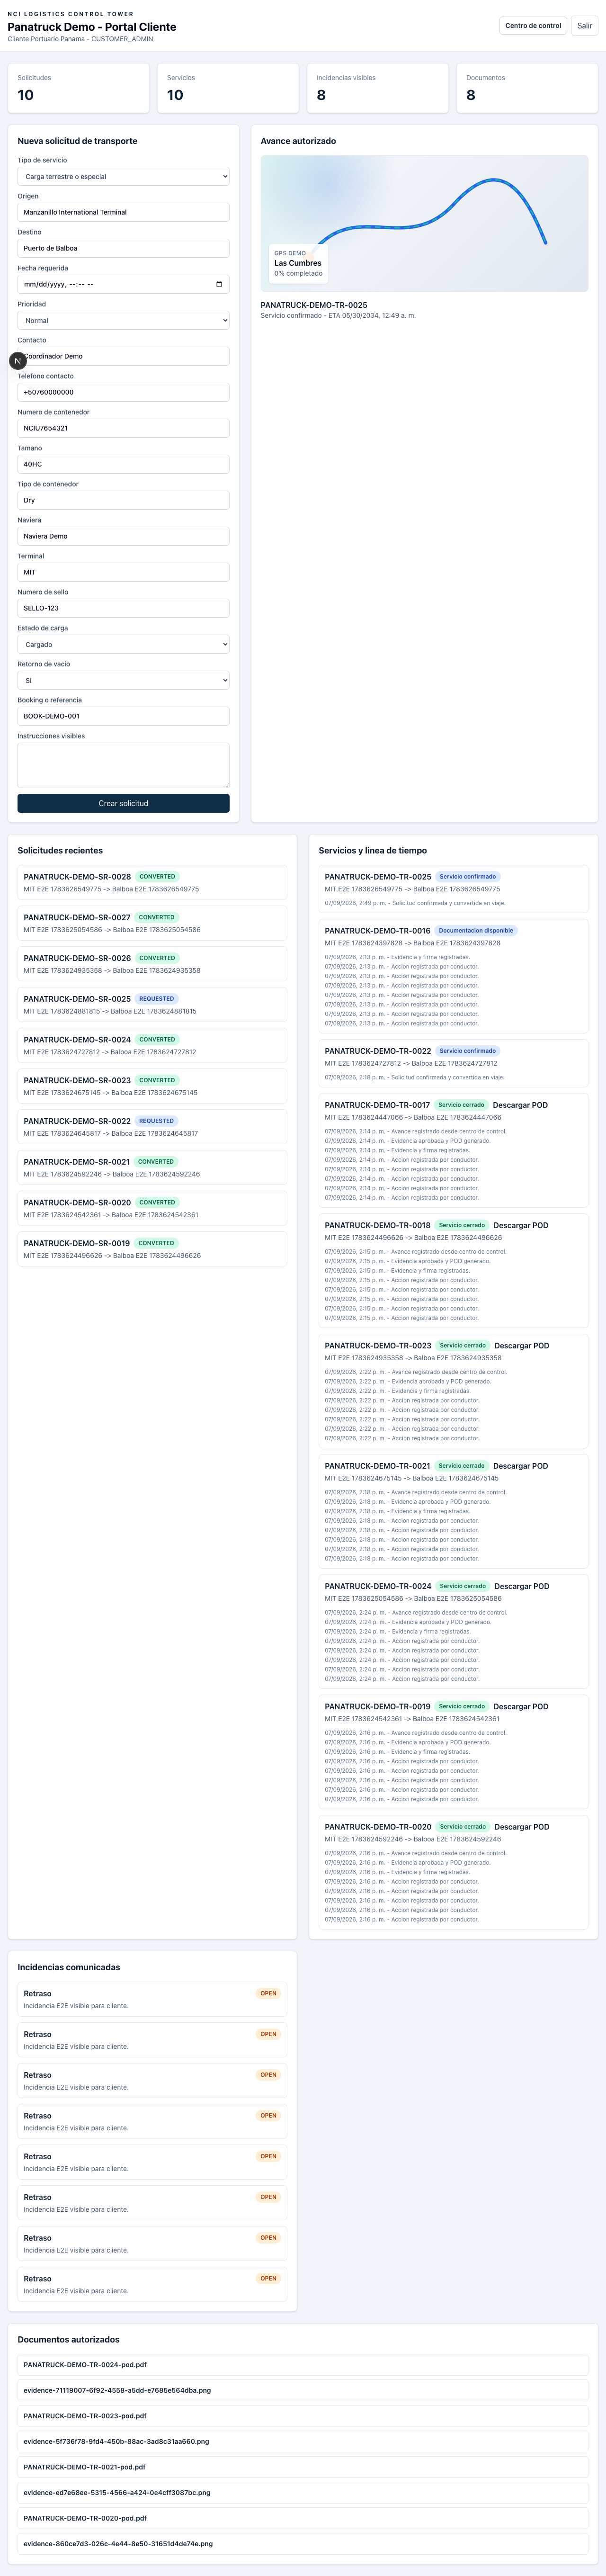 NCI LOGISTICS CONTROL TOWER
Panatruck Demo - Portal Cliente
Cliente Portuario Panama - CUSTOMER_ADMIN
Centro de control
Salir
Solicitudes
10
Servicios
10
Incidencias visibles
8
Documentos
8
Nueva solicitud de transporte
Tipo de servicio
Carga terrestre o especial
Origen
Manzanillo International Terminal
Destino
Puerto de Balboa
Fecha requerida
mm/dd/yyyy, --:-- --
Prioridad
Normal
Contacto
Coordinador Demo
N
Telefono contacto
+50760000000
Numero de contenedor
NCIU7654321
Tamano
40HC
Tipo de contenedor
Dry
Naviera
Naviera Demo
Terminal
MIT
Numero de sello
SELLO-123
Estado de carga
Cargado
Retorno de vacio
Si
Booking o referencia
BOOK-DEMO-001
Instrucciones visibles
Crear solicitud
Avance autorizado
GPS DEMO
Las Cumbres
0% completado
PANATRUCK-DEMO-TR-0025
Servicio confirmado - ETA 05/30/2034, 12:49 a. m.
Solicitudes recientes
PANATRUCK-DEMO-SR-0028 CONVERTED
MIT E2E 1783626549775 -> Balboa E2E 1783626549775
PANATRUCK-DEMO-SR-0027 CONVERTED
MIT E2E 1783625054586 -> Balboa E2E 1783625054586
PANATRUCK-DEMO-SR-0026 CONVERTED
MIT E2E 1783624935358 -> Balboa E2E 1783624935358
PANATRUCK-DEMO-SR-0025 REQUESTED
MIT E2E 1783624881815 -> Balboa E2E 1783624881815
PANATRUCK-DEMO-SR-0024 CONVERTED
MIT E2E 1783624727812 -> Balboa E2E 1783624727812
PANATRUCK-DEMO-SR-0023 CONVERTED
MIT E2E 1783624675145 -> Balboa E2E 1783624675145
PANATRUCK-DEMO-SR-0022 REQUESTED
MIT E2E 1783624645817 -> Balboa E2E 1783624645817
PANATRUCK-DEMO-SR-0021 CONVERTED
MIT E2E 1783624592246 -> Balboa E2E 1783624592246
PANATRUCK-DEMO-SR-0020 CONVERTED
MIT E2E 1783624542361 -> Balboa E2E 1783624542361
PANATRUCK-DEMO-SR-0019 CONVERTED
MIT E2E 1783624496626 -> Balboa E2E 1783624496626
Servicios y linea de tiempo
PANATRUCK-DEMO-TR-0025 Servicio confirmado
MIT E2E 1783626549775 -> Balboa E2E 1783626549775
07/09/2026, 2:49 p. m. - Solicitud confirmada y convertida en viaje.
PANATRUCK-DEMO-TR-0016 Documentacion disponible
MIT E2E 1783624397828 -> Balboa E2E 1783624397828
07/09/2026, 2:13 p. m. - Evidencia y firma registradas.
07/09/2026, 2:13 p. m. - Accion registrada por conductor.
07/09/2026, 2:13 p. m. - Accion registrada por conductor.
07/09/2026, 2:13 p. m. - Accion registrada por conductor.
07/09/2026, 2:13 p. m. - Accion registrada por conductor.
07/09/2026, 2:13 p. m. - Accion registrada por conductor.
07/09/2026, 2:13 p. m. - Accion registrada por conductor.
07/09/2026, 2:13 p. m. - Accion registrada por conductor.
PANATRUCK-DEMO-TR-0022 Servicio confirmado
MIT E2E 1783624727812 -> Balboa E2E 1783624727812
07/09/2026, 2:18 p. m. - Solicitud confirmada y convertida en viaje.
PANATRUCK-DEMO-TR-0017 Servicio cerrado Descargar POD
MIT E2E 1783624447066 -> Balboa E2E 1783624447066
07/09/2026, 2:14 p. m. - Avance registrado desde centro de control.
07/09/2026, 2:14 p. m. - Evidencia aprobada y POD generado.
07/09/2026, 2:14 p. m. - Evidencia y firma registradas.
07/09/2026, 2:14 p. m. - Accion registrada por conductor.
07/09/2026, 2:14 p. m. - Accion registrada por conductor.
07/09/2026, 2:14 p. m. - Accion registrada por conductor.
07/09/2026, 2:14 p. m. - Accion registrada por conductor.
07/09/2026, 2:14 p. m. - Accion registrada por conductor.
PANATRUCK-DEMO-TR-0018 Servicio cerrado Descargar POD
MIT E2E 1783624496626 -> Balboa E2E 1783624496626
07/09/2026, 2:15 p. m. - Avance registrado desde centro de control.
07/09/2026, 2:15 p. m. - Evidencia aprobada y POD generado.
07/09/2026, 2:15 p. m. - Evidencia y firma registradas.
07/09/2026, 2:15 p. m. - Accion registrada por conductor.
07/09/2026, 2:15 p. m. - Accion registrada por conductor.
07/09/2026, 2:15 p. m. - Accion registrada por conductor.
07/09/2026, 2:15 p. m. - Accion registrada por conductor.
07/09/2026, 2:15 p. m. - Accion registrada por conductor.
PANATRUCK-DEMO-TR-0023 Servicio cerrado Descargar POD
MIT E2E 1783624935358 -> Balboa E2E 1783624935358
07/09/2026, 2:22 p. m. - Avance registrado desde centro de control.
07/09/2026, 2:22 p. m. - Evidencia aprobada y POD generado.
07/09/2026, 2:22 p. m. - Evidencia y firma registradas.
07/09/2026, 2:22 p. m. - Accion registrada por conductor.
07/09/2026, 2:22 p. m. - Accion registrada por conductor.
07/09/2026, 2:22 p. m. - Accion registrada por conductor.
07/09/2026, 2:22 p. m. - Accion registrada por conductor.
07/09/2026, 2:22 p. m. - Accion registrada por conductor.
PANATRUCK-DEMO-TR-0021 Servicio cerrado Descargar POD
MIT E2E 1783624675145 -> Balboa E2E 1783624675145
07/09/2026, 2:18 p. m. - Avance registrado desde centro de control.
07/09/2026, 2:18 p. m. - Evidencia aprobada y POD generado.
07/09/2026, 2:18 p. m. - Evidencia y firma registradas.
07/09/2026, 2:18 p. m. - Accion registrada por conductor.
07/09/2026, 2:18 p. m. - Accion registrada por conductor.
07/09/2026, 2:18 p. m. - Accion registrada por conductor.
07/09/2026, 2:18 p. m. - Accion registrada por conductor.
07/09/2026, 2:18 p. m. - Accion registrada por conductor.
PANATRUCK-DEMO-TR-0024 Servicio cerrado Descargar POD
MIT E2E 1783625054586 -> Balboa E2E 1783625054586
07/09/2026, 2:24 p. m. - Avance registrado desde centro de control.
07/09/2026, 2:24 p. m. - Evidencia aprobada y POD generado.
07/09/2026, 2:24 p. m. - Evidencia y firma registradas.
07/09/2026, 2:24 p. m. - Accion registrada por conductor.
07/09/2026, 2:24 p. m. - Accion registrada por conductor.
07/09/2026, 2:24 p. m. - Accion registrada por conductor.
07/09/2026, 2:24 p. m. - Accion registrada por conductor.
07/09/2026, 2:24 p. m. - Accion registrada por conductor.
PANATRUCK-DEMO-TR-0019 Servicio cerrado Descargar POD
MIT E2E 1783624542361 -> Balboa E2E 1783624542361
07/09/2026, 2:16 p. m. - Avance registrado desde centro de control.
07/09/2026, 2:16 p. m. - Evidencia aprobada y POD generado.
07/09/2026, 2:16 p. m. - Evidencia y firma registradas.
07/09/2026, 2:16 p. m. - Accion registrada por conductor.
07/09/2026, 2:16 p. m. - Accion registrada por conductor.
07/09/2026, 2:16 p. m. - Accion registrada por conductor.
07/09/2026, 2:16 p. m. - Accion registrada por conductor.
07/09/2026, 2:16 p. m. - Accion registrada por conductor.
PANATRUCK-DEMO-TR-0020 Servicio cerrado Descargar POD
MIT E2E 1783624592246 -> Balboa E2E 1783624592246
07/09/2026, 2:16 p. m. - Avance registrado desde centro de control.
07/09/2026, 2:16 p. m. - Evidencia aprobada y POD generado.
07/09/2026, 2:16 p. m. - Evidencia y firma registradas.
07/09/2026, 2:16 p. m. - Accion registrada por conductor.
07/09/2026, 2:16 p. m. - Accion registrada por conductor.
07/09/2026, 2:16 p. m. - Accion registrada por conductor.
07/09/2026, 2:16 p. m. - Accion registrada por conductor.
07/09/2026, 2:16 p. m. - Accion registrada por conductor.
Incidencias comunicadas
Retraso OPEN
Incidencia E2E visible para cliente.
Retraso OPEN
Incidencia E2E visible para cliente.
Retraso OPEN
Incidencia E2E visible para cliente.
Retraso OPEN
Incidencia E2E visible para cliente.
Retraso OPEN
Incidencia E2E visible para cliente.
Retraso OPEN
Incidencia E2E visible para cliente.
Retraso OPEN
Incidencia E2E visible para cliente.
Retraso OPEN
Incidencia E2E visible para cliente.
Documentos autorizados
PANATRUCK-DEMO-TR-0024-pod.pdf
evidence-71119007-6f92-4558-a5dd-e7685e564dba.png
PANATRUCK-DEMO-TR-0023-pod.pdf
evidence-5f736f78-9fd4-450b-88ac-3ad8c31aa660.png
PANATRUCK-DEMO-TR-0021-pod.pdf
evidence-ed7e68ee-5315-4566-a424-0e4cff3087bc.png
PANATRUCK-DEMO-TR-0020-pod.pdf
evidence-860ce7d3-026c-4e44-8e50-31651d4de74e.png